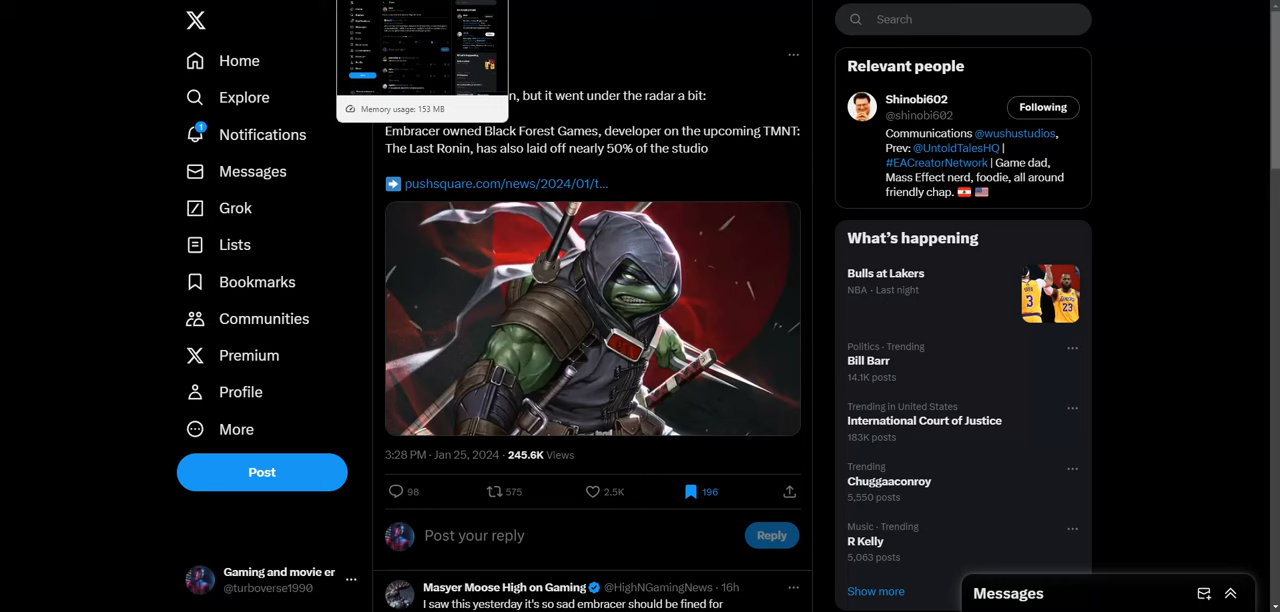 Home
Explore
1
Notifications
Messages
Grok
Lists
Bookmarks
Communities
Premium
Profile
More
Post
Gaming and movie er
@turboverse1990
Memory usage: 153 MB
n, but it went under the radar a bit:
Embracer owned Black Forest Games, developer on the upcoming TMNT:
The Last Ronin, has also laid off nearly 50% of the studio
pushsquare.com/news/2024/01/t...
3:28 PM · Jan 25, 2024 · 245.6K Views
98 575 2.5K 196
Post your reply
Reply
Masyer Moose High on Gaming @HighNGamingNews · 16h
I saw this yesterday it's so sad embracer should be fined for
Search
Relevant people
Shinobi602
@shinobi602
Following
Communications @wushustudios,
Prev: @UntoldTalesHQ |
#EACreatorNetwork | Game dad,
Mass Effect nerd, foodie, all around
friendly chap.
What's happening
Bulls at Lakers
NBA · Last night
3
23
Politics · Trending
Bill Barr
14.1K posts
Trending in United States
International Court of Justice
183K posts
Trending
Chuggaaconroy
5,550 posts
Music · Trending
R Kelly
5,063 posts
Show more
Messages